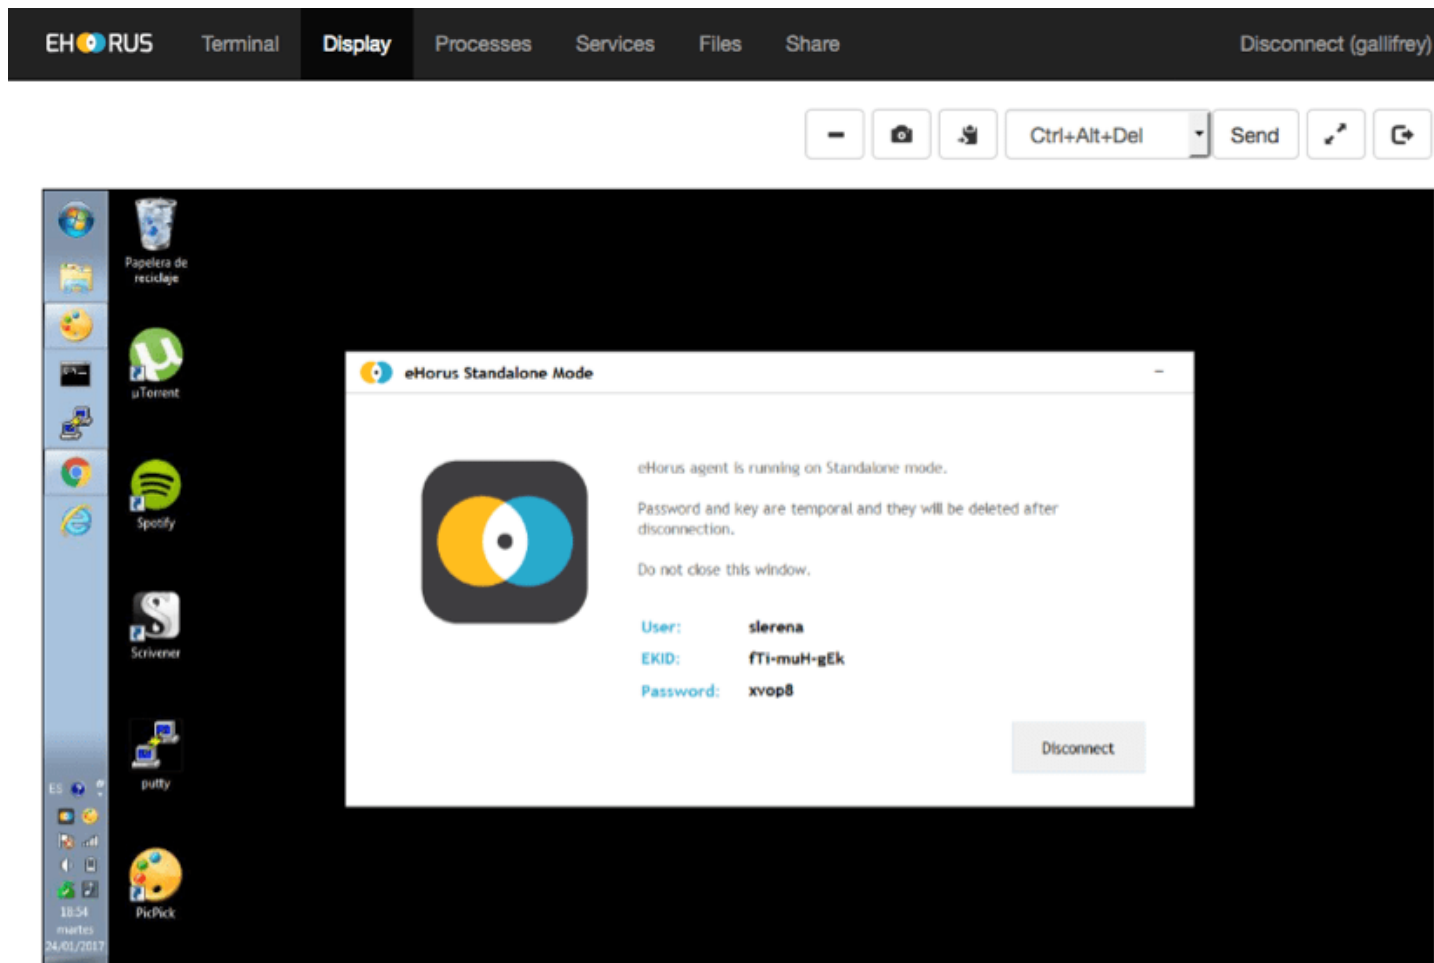 EHORUS Terminal Display Processes Services Files Share Disconnect (gallifrey)
Ctrl+Alt+Del Send
Papelera de
reciclaje
µTorrent
Spotify
Scrivener
putty
PicPick
eHorus Standalone Mode
eHorus agent is running on Standalone mode.
Password and key are temporal and they will be deleted after
disconnection.
Do not close this window.
User: slerena
EKID: fTi-muH-gEk
Password: xvop8
Disconnect
ES
18:54
martes
24/01/2017